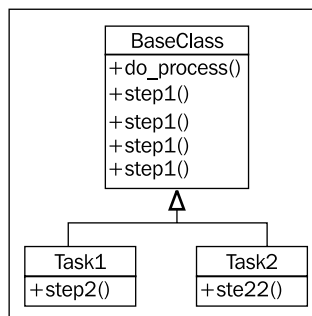 BaseClass
+do_process()
+step1()
+step1()
+step1()
+step1()
Task1
+step2()
Task2
+ste22()